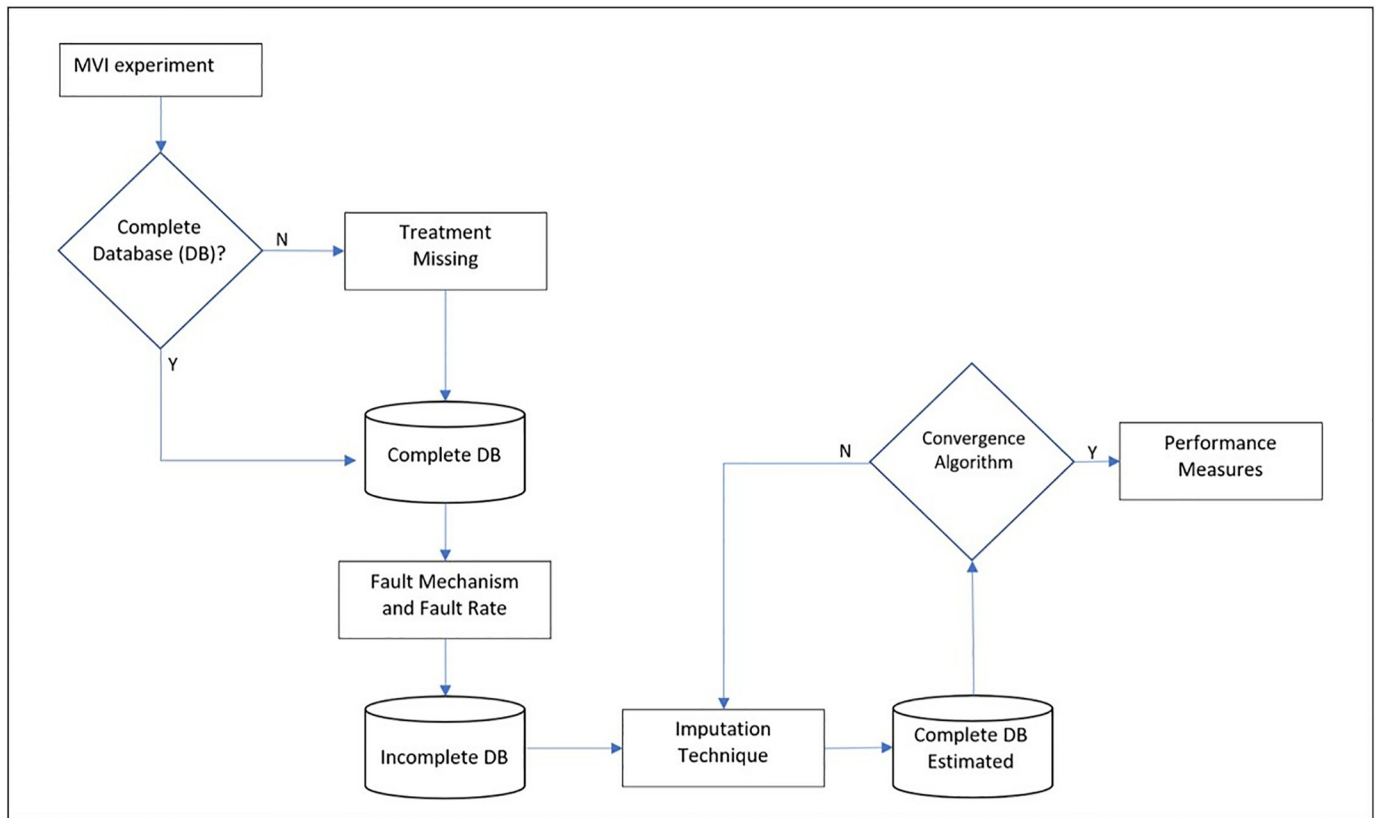 MVI experiment
Complete
Database (DB)?
N
Treatment
Missing
Y
Complete DB
Fault Mechanism
and Fault Rate
Incomplete DB
Imputation
Technique
Complete DB
Estimated
Convergence
Algorithm
N
Y
Performance
Measures